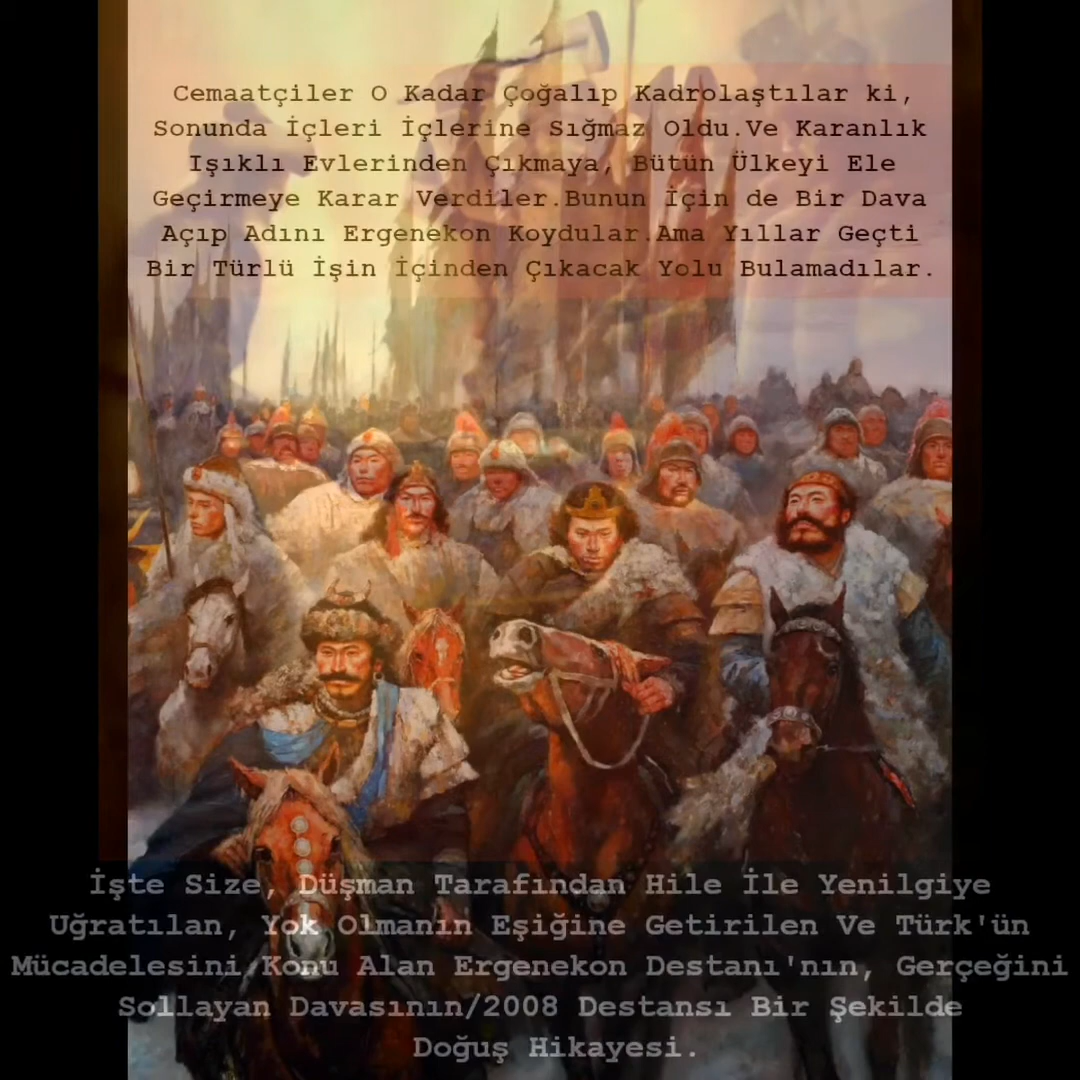 Cemaatçiler O Kadar Çoğalıp Kadrolaştılar ki,
Sonunda İçleri İçlerine Sığmaz Oldu.Ve Karanlık
Işıklı Evlerinden Çıkmaya, Bütün Ülkeyi Ele
Geçirmeye Karar Verdiler.Bunun İçin de Bir Dava
Açıp Adını Ergenekon Koydular.Ama Yıllar Geçti
Bir Türlü İşin İçinden Çıkacak Yolu Bulamadılar.
İşte Size, Düşman Tarafından Hile İle Yenilgiye
Uğratılan, Yok Olmanın Eşiğine Getirilen Ve Türk'ün
Mücadelesini Konu Alan Ergenekon Destanı'nın, Gerçeğini
Sollayan Davasının/2008 Destansı Bir Şekilde
Doğuş Hikayesi.